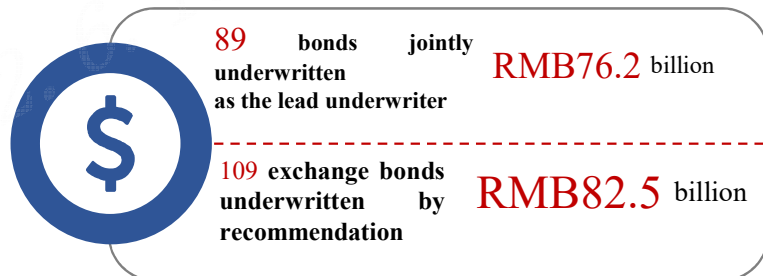 89 bonds jointly
underwritten
as the lead underwriter
RMB76.2 billion
109 exchange bonds
underwritten by
recommendation
RMB82.5 billion
$